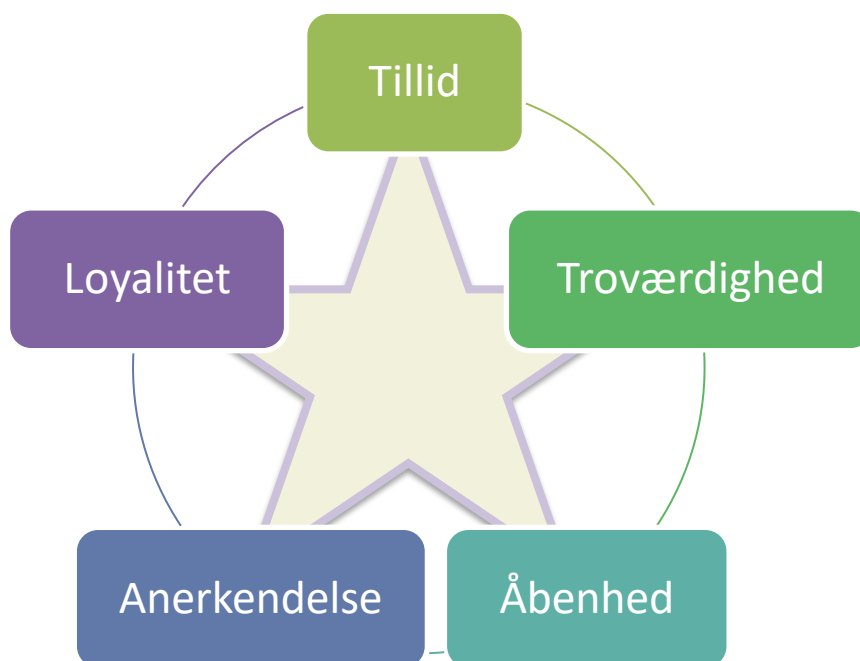 Tillid
Troværdighed
Åbenhed
Anerkendelse
Loyalitet